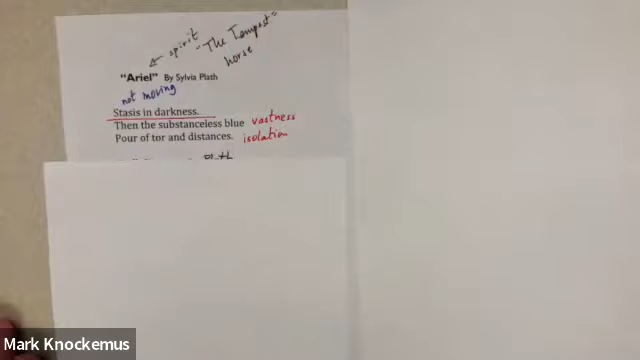 ← spirit "The Tempest"
horse
"Ariel" By Sylvia Plath
not moving
Stasis in darkness.
Then the substanceless blue vastness
Pour of tor and distances. isolation
Mark Knockemus